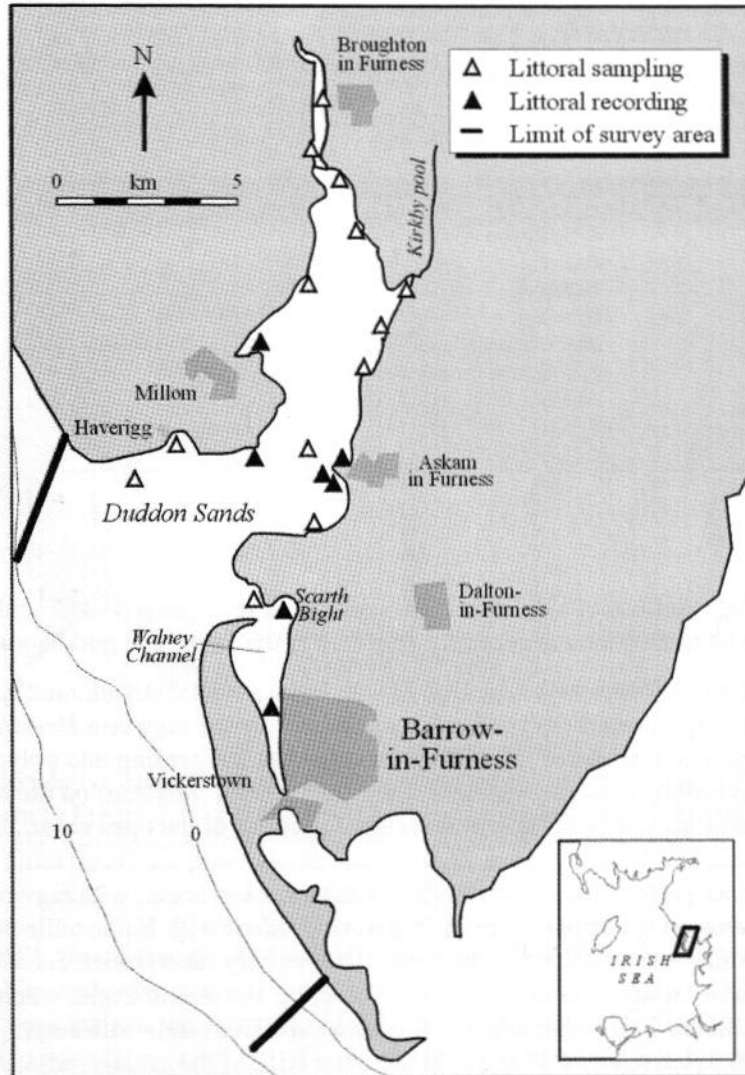 Broughton
in Furness
N
Littoral sampling
Littoral recording
Limit of survey area
0 km 5
Kirkby pool
Millom
Haverigg
Askam
in Furness
Duddon Sands
Dalton-
in-Furness
Scarth
Bight
Walney
Channel
Barrow-
in-Furness
Vickerstown
10
IRISH
SEA